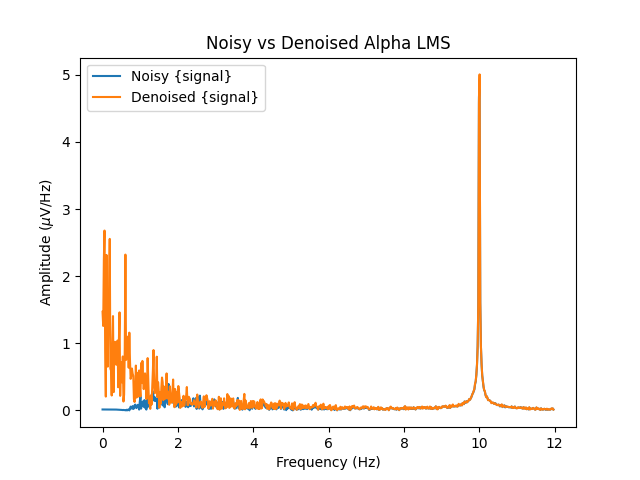 Noisy vs Denoised Alpha LMS
Noisy {signal}
Denoised {signal}
Amplitude (μV/Hz)
5
4
3
2
1
0
0 2 4 6 8 10 12
Frequency (Hz)